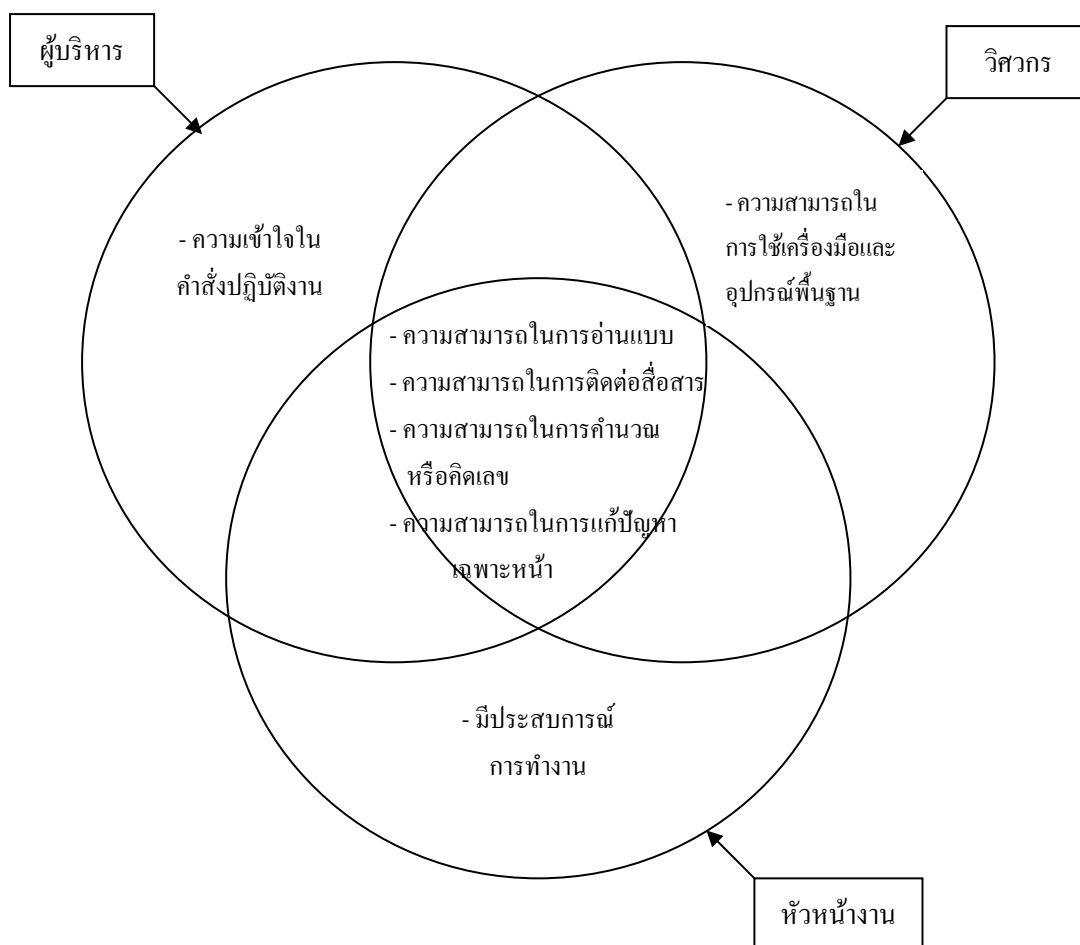 ผู้บริหาร
วิศวกร
- ความเข้าใจใน
คำสั่งปฏิบัติงาน
- ความสามารถใน
การใช้เครื่องมือและ
อุปกรณ์พื้นฐาน
- ความสามารถในการอ่านแบบ
- ความสามารถในการติดต่อสื่อสาร
- ความสามารถในการคำนวณ
หรือคิดเลข
- ความสามารถในการแก้ปัญหา
เฉพาะหน้า
- มีประสบการณ์
การทำงาน
หัวหน้างาน